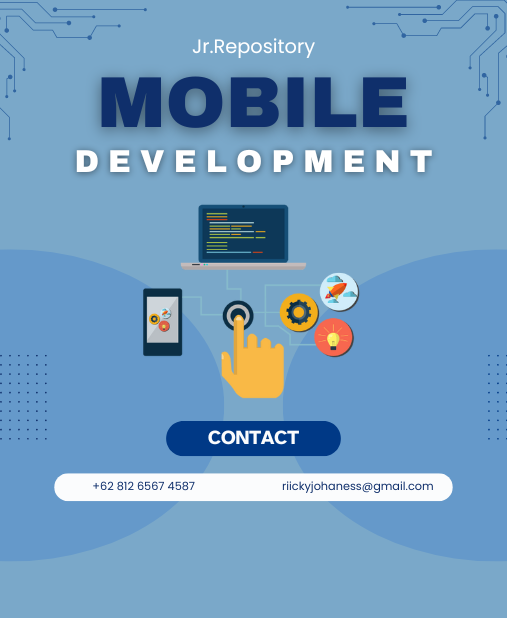 Jr.Repository
MOBILE
DEVELOPMENT
CONTACT
+62 812 6567 4587 riickyjohaness@gmail.com